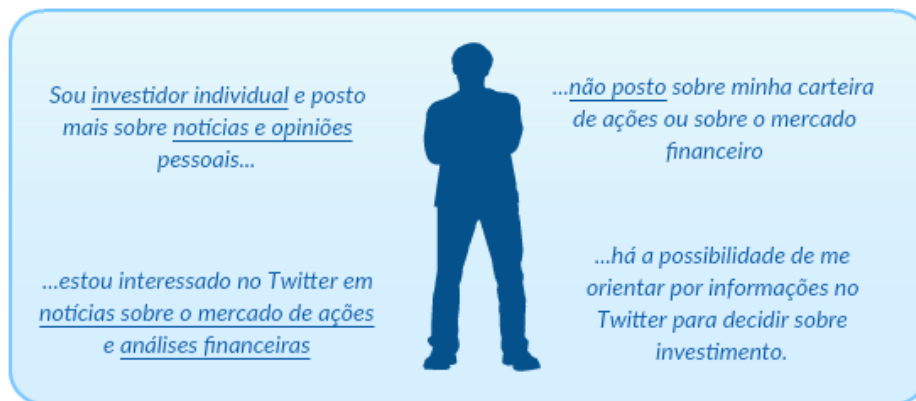 Sou investidor individual e posto
mais sobre notícias e opiniões
pessoais...
...não posto sobre minha carteira
de ações ou sobre o mercado
financeiro
...estou interessado no Twitter em
notícias sobre o mercado de ações
e análises financeiras
...há a possibilidade de me
orientar por informações no
Twitter para decidir sobre
investimento.